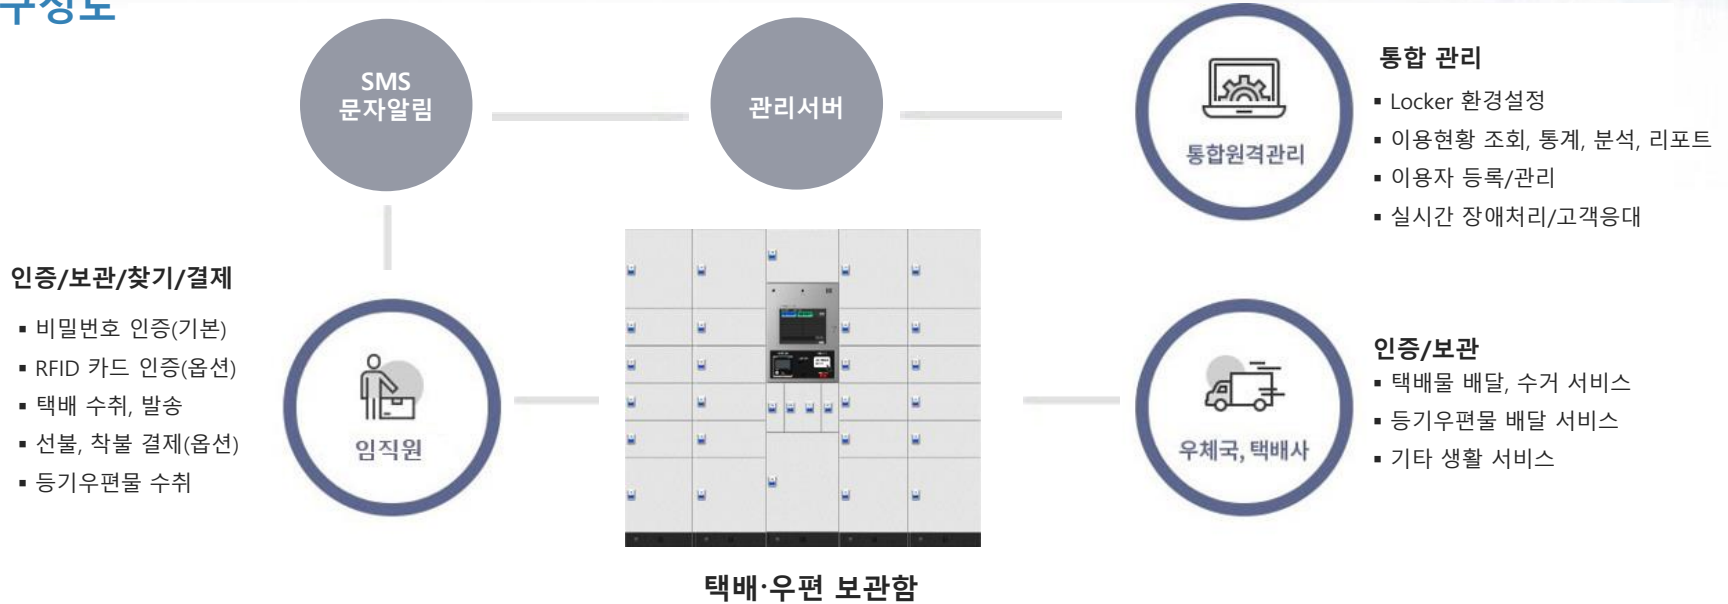 구성도
SMS
문자알림
관리서버
통합원격관리
통합 관리
▪ Locker 환경설정
▪ 이용현황 조회, 통계, 분석, 리포트
▪ 이용자 등록/관리
▪ 실시간 장애처리/고객응대
인증/보관/찾기/결제
▪ 비밀번호 인증(기본)
▪ RFID 카드 인증(옵션)
▪ 택배 수취, 발송
▪ 선불, 착불 결제(옵션)
▪ 등기우편물 수취
임직원
우체국, 택배사
인증/보관
▪ 택배물 배달, 수거 서비스
▪ 등기우편물 배달 서비스
▪ 기타 생활 서비스
택배·우편 보관함